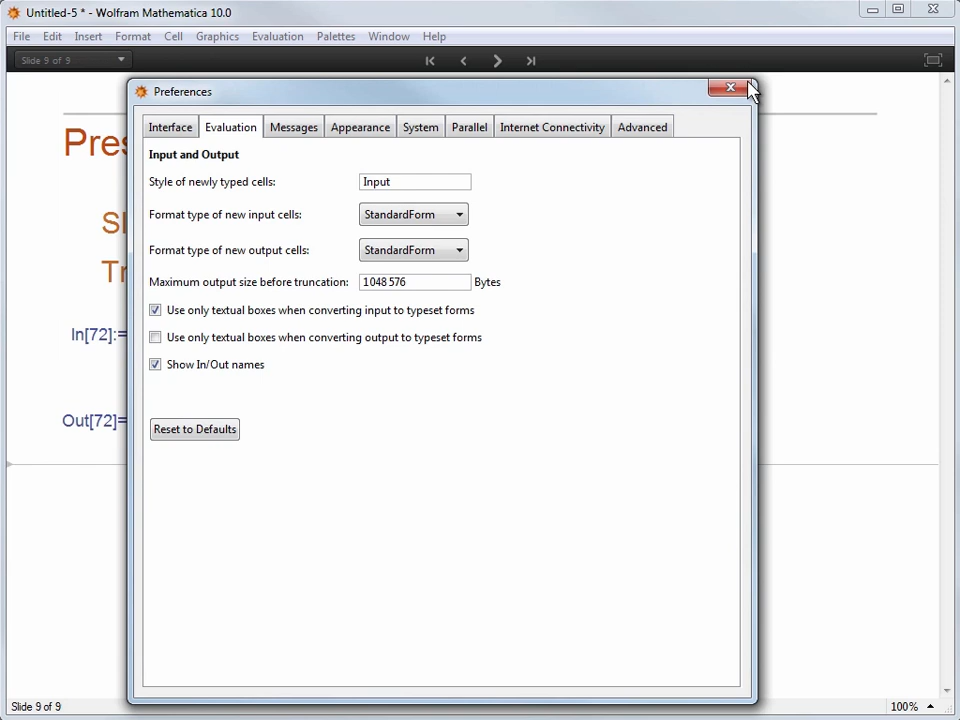 Untitled-5 * - Wolfram Mathematica 10.0
File Edit Insert Format Cell Graphics Evaluation Palettes Window Help
Slide 9 of 9
Preferences
Interface Evaluation Messages Appearance System Parallel Internet Connectivity Advanced
Input and Output
Style of newly typed cells: Input
Format type of new input cells: StandardForm
Format type of new output cells: StandardForm
Maximum output size before truncation: 1 048 576 Bytes
Use only textual boxes when converting input to typeset forms
Use only textual boxes when converting output to typeset forms
Show In/Out names
Reset to Defaults
Pres
Sl
Tr
In[72]:=
Out[72]=
Slide 9 of 9 100%